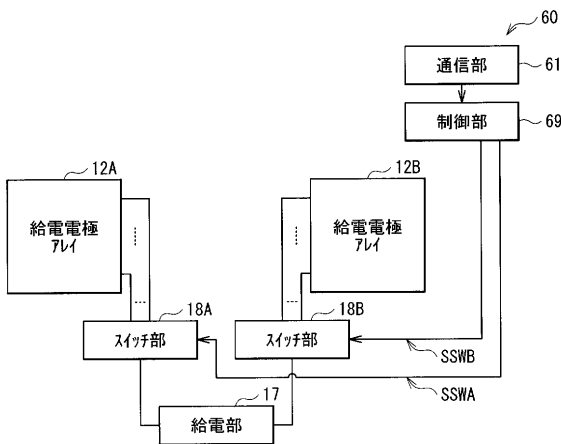 60
通信部
61
制御部
69
12A
12B
給電電極
アレイ
給電電極
アレイ
18A
18B
スイッチ部
スイッチ部
SSWB
SSWA
17
給電部